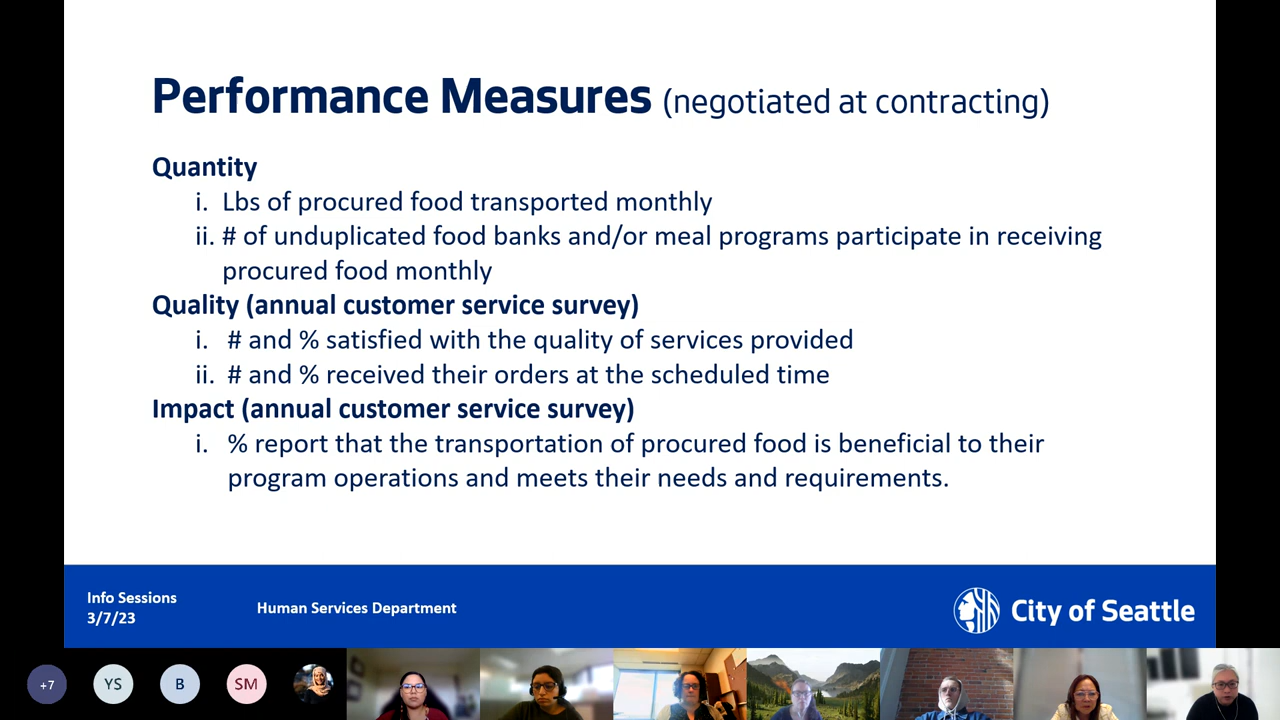 Performance Measures (negotiated at contracting)
Quantity
i. Lbs of procured food transported monthly
ii. # of unduplicated food banks and/or meal programs participate in receiving
procured food monthly
Quality (annual customer service survey)
i. # and % satisfied with the quality of services provided
ii. # and % received their orders at the scheduled time
Impact (annual customer service survey)
i. % report that the transportation of procured food is beneficial to their
program operations and meets their needs and requirements.
Info Sessions
3/7/23
Human Services Department
City of Seattle
+7
YS
B
SM